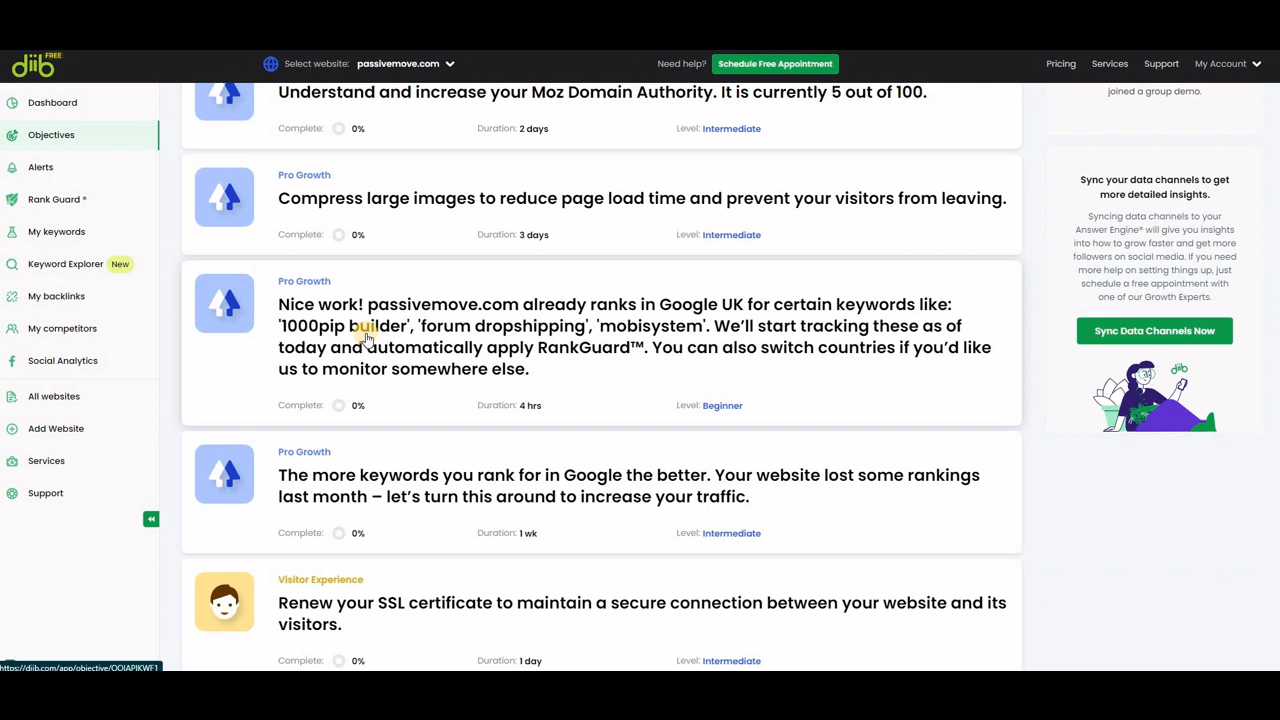 diib FREE
Select website: passivemove.com
Need help? Schedule Free Appointment
Pricing
Services
Support
My Account
Dashboard
Objectives
Alerts
Rank Guard ®
My keywords
Keyword Explorer New
My backlinks
My competitors
Social Analytics
All websites
Add Website
Services
Support
Understand and increase your Moz Domain Authority. It is currently 5 out of 100.
Complete: 0% Duration: 2 days Level: Intermediate
Pro Growth
Compress large images to reduce page load time and prevent your visitors from leaving.
Complete: 0% Duration: 3 days Level: Intermediate
Pro Growth
Nice work! passivemove.com already ranks in Google UK for certain keywords like:
'1000pip builder', 'forum dropshipping', 'mobisystem'. We’ll start tracking these as of
today and automatically apply RankGuard™. You can also switch countries if you’d like
us to monitor somewhere else.
Complete: 0% Duration: 4 hrs Level: Beginner
Pro Growth
The more keywords you rank for in Google the better. Your website lost some rankings
last month – let’s turn this around to increase your traffic.
Complete: 0% Duration: 1 wk Level: Intermediate
Visitor Experience
Renew your SSL certificate to maintain a secure connection between your website and its
visitors.
Complete: 0% Duration: 1 day Level: Intermediate
joined a group demo.
Sync your data channels to get
more detailed insights.
Syncing data channels to your
Answer Engine® will give you insights
into how to grow faster and get more
followers on social media. If you need
more help on setting things up, just
schedule a free appointment with
one of our Growth Experts.
Sync Data Channels Now
diib